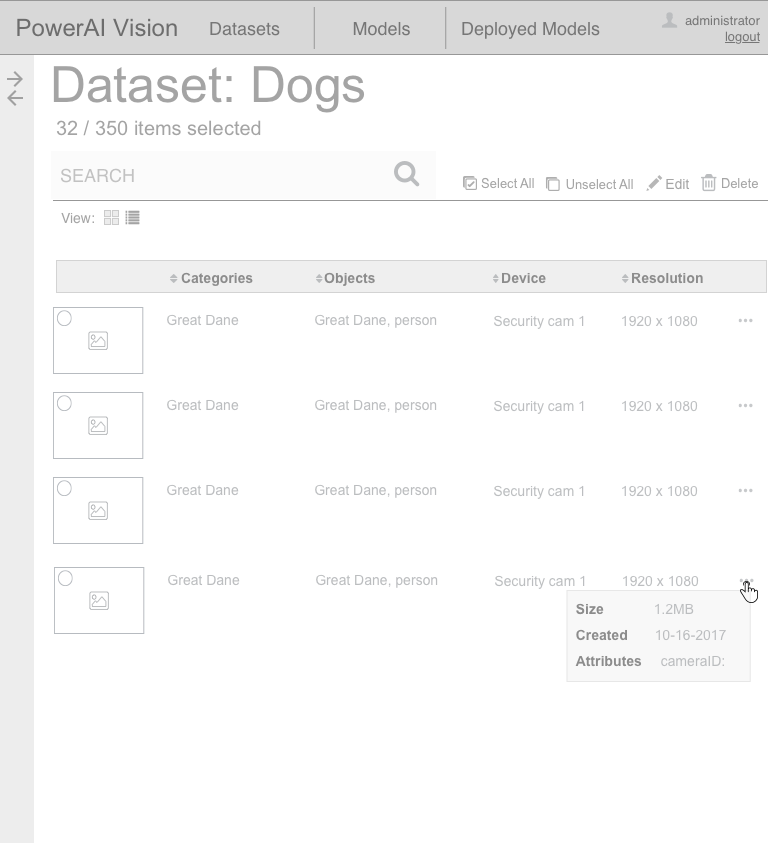 PowerAI Vision Datasets Models Deployed Models administrator
logout
Dataset: Dogs
32 / 350 items selected
SEARCH Select All Unselect All Edit Delete
View:
Categories Objects Device Resolution
Great Dane Great Dane, person Security cam 1 1920 x 1080 •••
Great Dane Great Dane, person Security cam 1 1920 x 1080 •••
Great Dane Great Dane, person Security cam 1 1920 x 1080 •••
Great Dane Great Dane, person Security cam 1 1920 x 1080 •••
Size 1.2MB
Created 10-16-2017
Attributes cameraID: